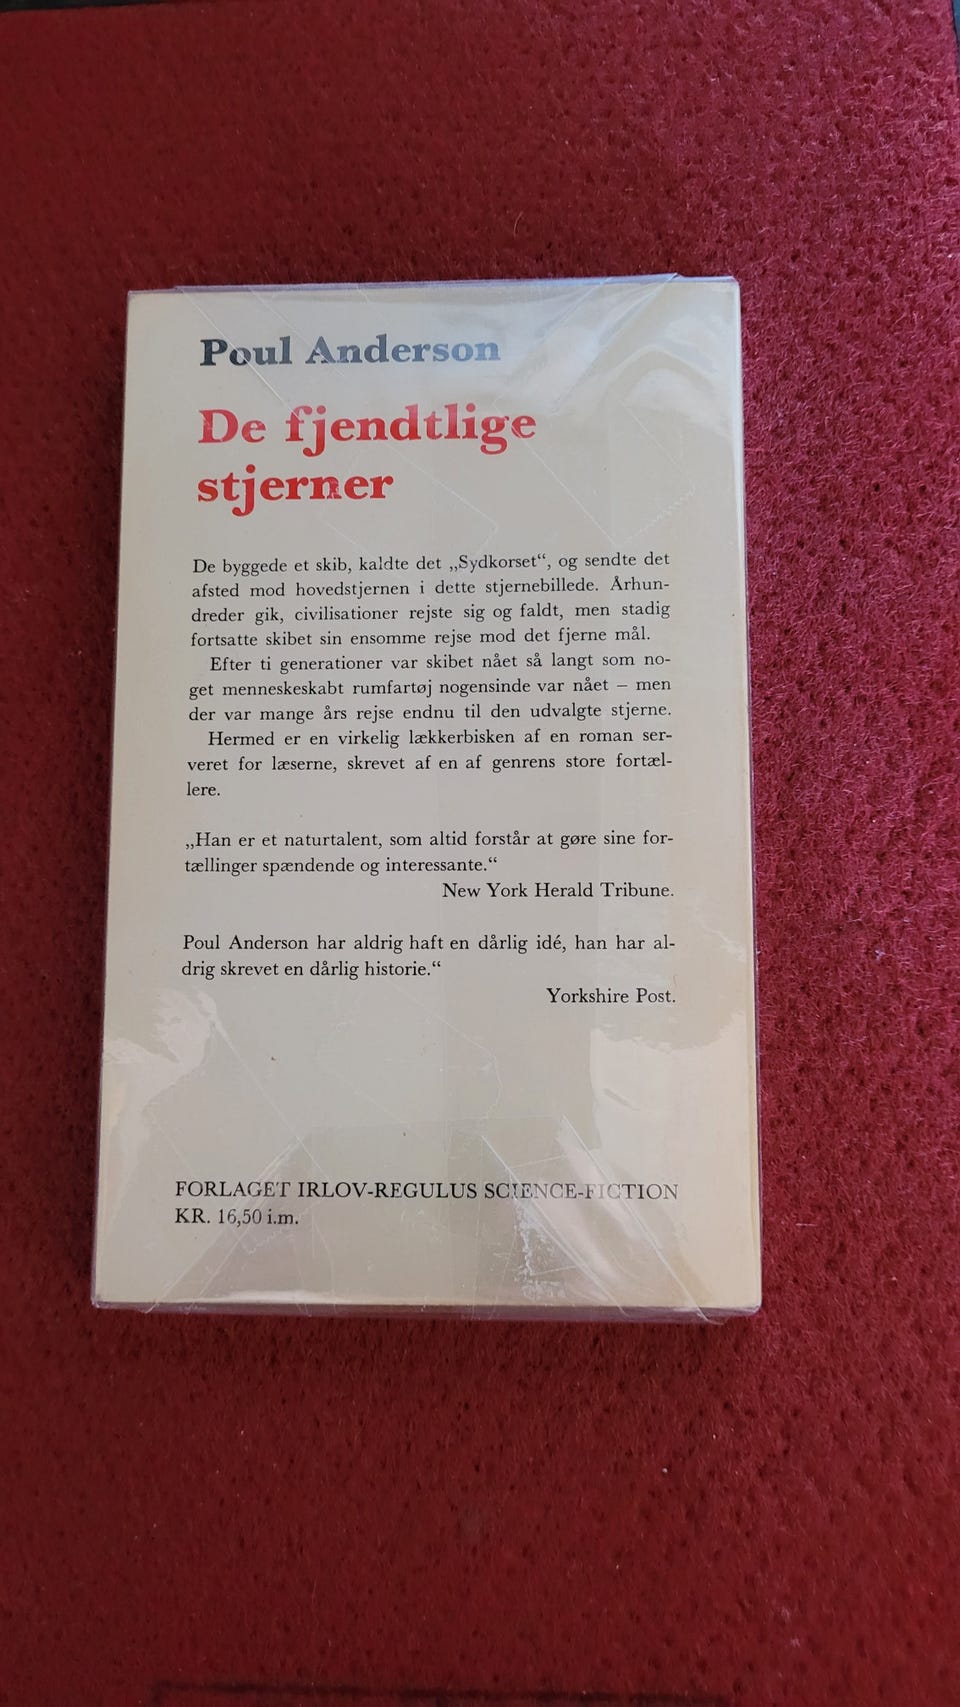 Poul Anderson
De fjendtlige
stjerner
De byggede et skib, kaldte det „Sydkorset“, og sendte det
afsted mod hovedstjernen i dette stjernebillede. Århun-
dreder gik, civilisationer rejste sig og faldt, men stadig
fortsatte skibet sin ensomme rejse mod det fjerne mål.
Efter ti generationer var skibet nået så langt som no-
get menneskeskabt rumfartøj nogensinde var nået – men
der var mange års rejse endnu til den udvalgte stjerne.
Hermed er en virkelig lækkerbisken af en roman ser-
veret for læserne, skrevet af en af genrens store fortæl-
lere.
„Han er et naturtalent, som altid forstår at gøre sine for-
tællinger spændende og interessante.“
New York Herald Tribune.
Poul Anderson har aldrig haft en dårlig idé, han har al-
drig skrevet en dårlig historie.“
Yorkshire Post.
FORLAGET IRLOV-REGULUS SCIENCE-FICTION
KR. 16,50 i.m.